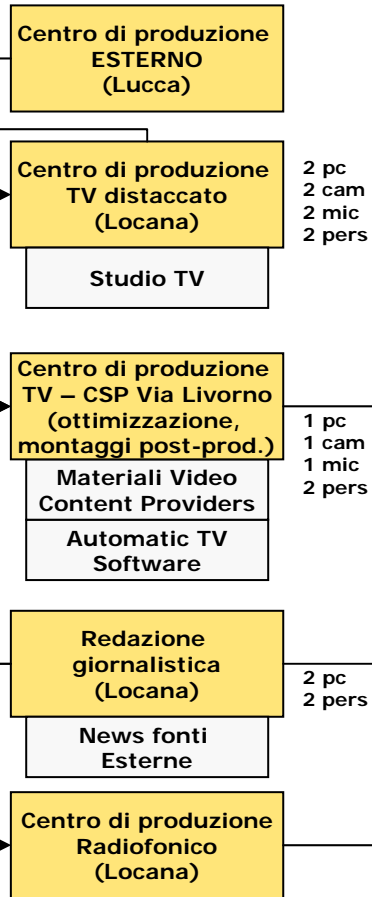 Centro di produzione
ESTERNO
(Lucca)
Centro di produzione
TV distaccato
(Locana)
2 pc
2 cam
2 mic
2 pers
Studio TV
Centro di produzione
TV – CSP Via Livorno
(ottimizzazione,
montaggi post-prod.)
1 pc
1 cam
1 mic
2 pers
Materiali Video
Content Providers
Automatic TV
Software
Redazione
giornalistica
(Locana)
2 pc
2 pers
News fonti
Esterne
Centro di produzione
Radiofonico
(Locana)